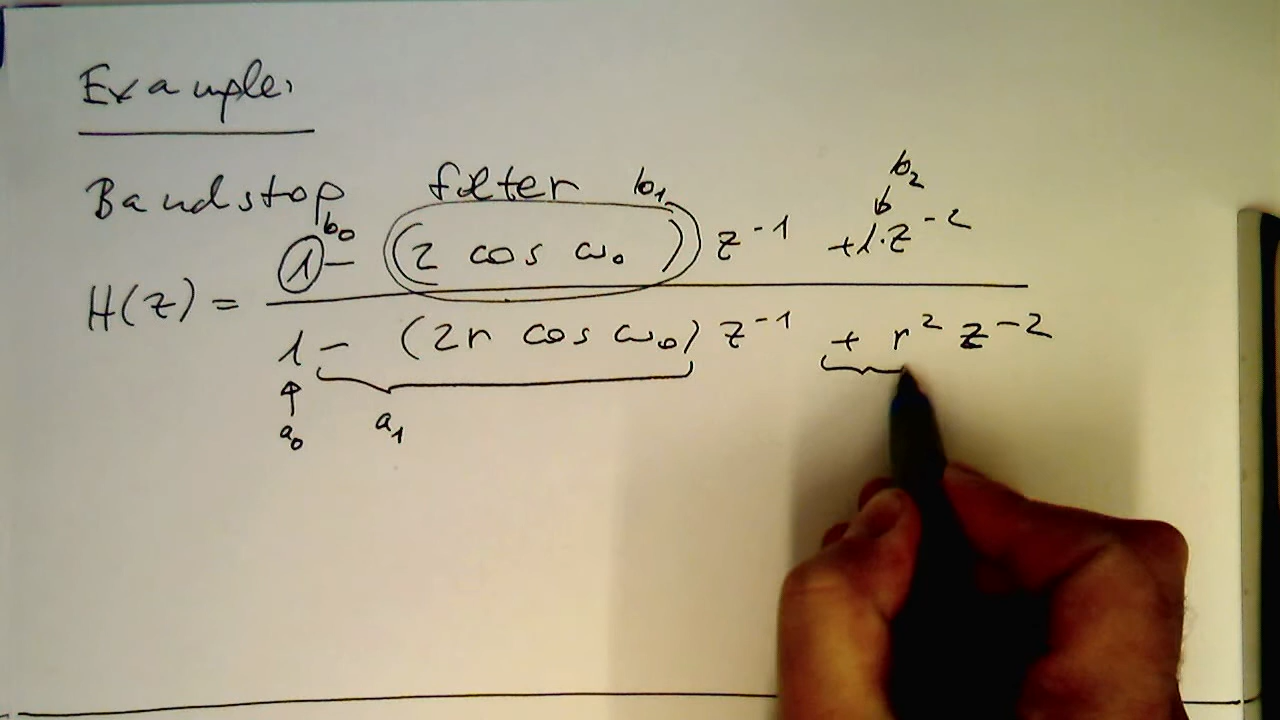 Example:
Bandstop filter
b₀ b₁ b₂
H(z) = (1 - (2 cos ω₀) z⁻¹ + 1·z⁻²) / (1 - (2r cos ω₀) z⁻¹ + r² z⁻²)
a₀ a₁